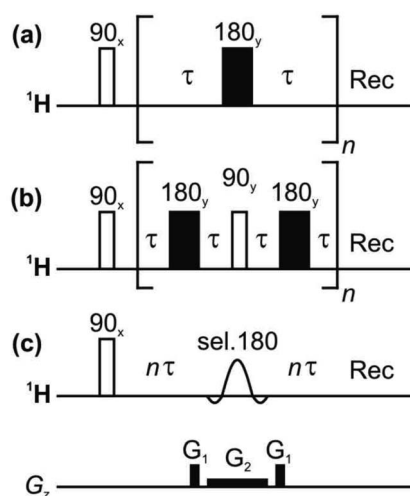 (a) 90x 180y
τ τ Rec
¹H
n
(b) 90x 180y 90y 180y
τ τ τ τ Rec
¹H
n
(c) 90x sel.180
nτ nτ Rec
¹H
G₁ G₂ G₁
Gz